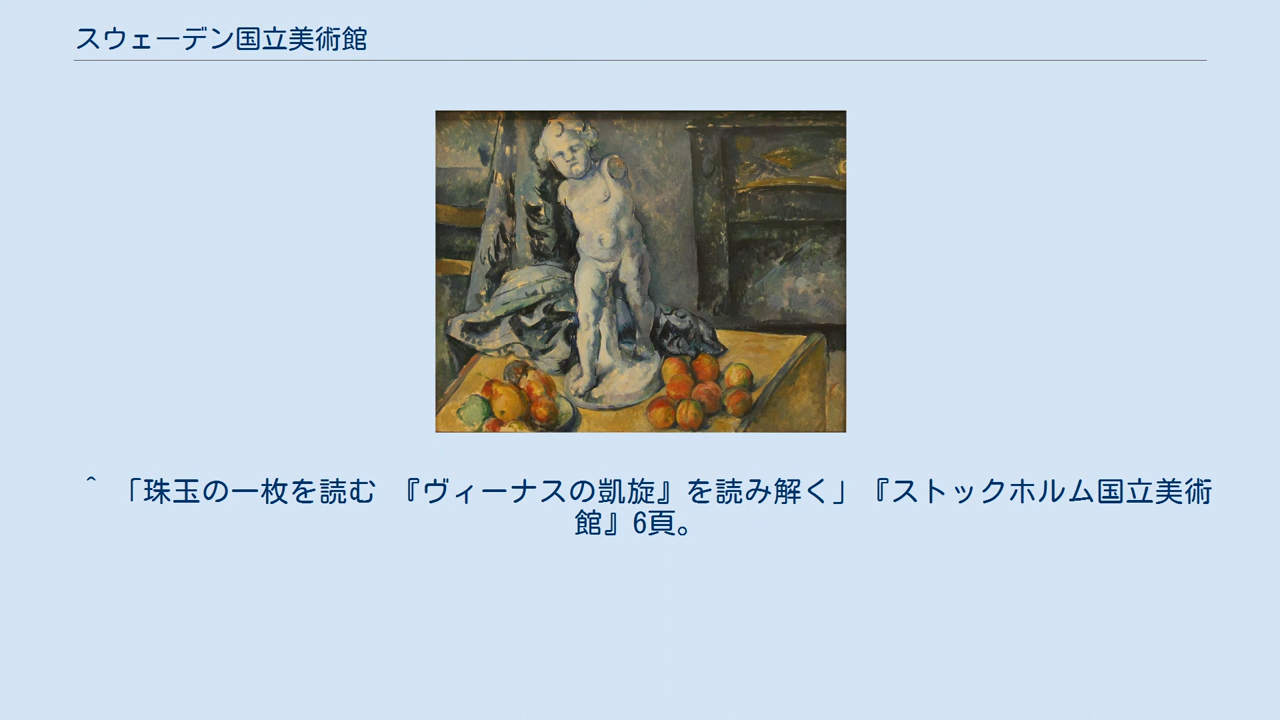 スウェーデン国立美術館
^ 「珠玉の一枚を読む 『ヴィーナスの凱旋』を読み解く」『ストックホルム国立美術
館』6頁。